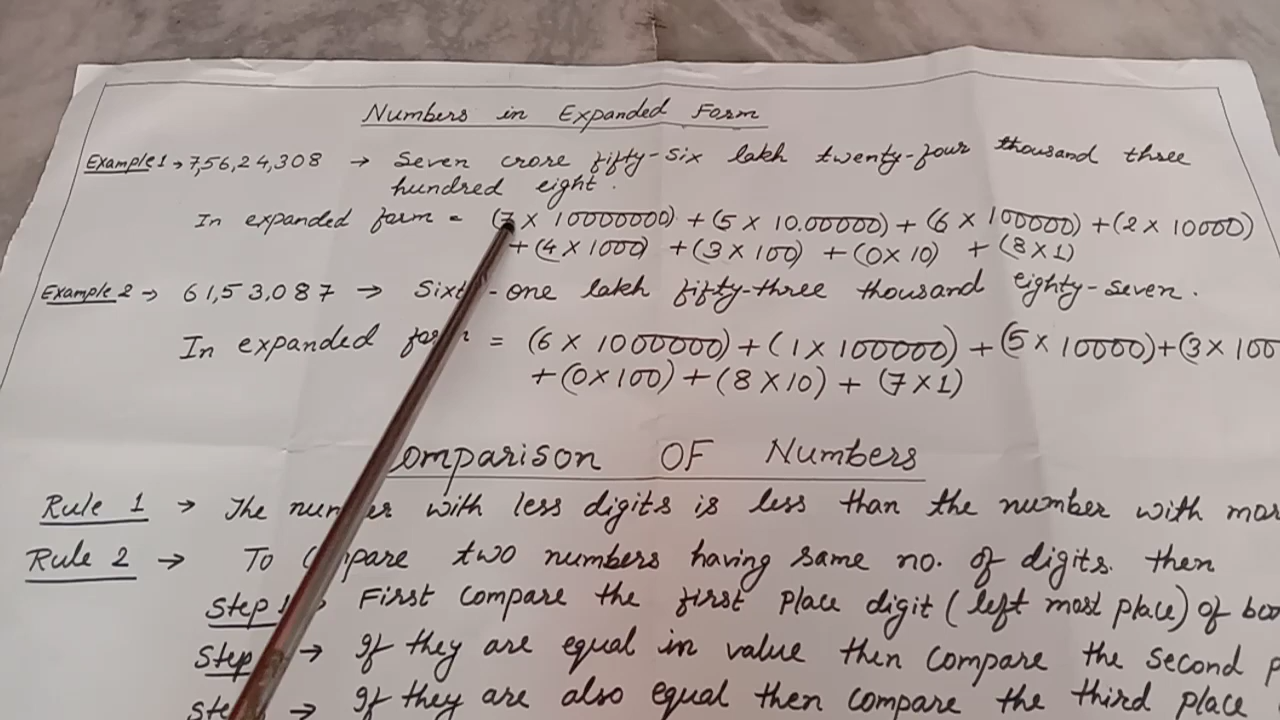 Numbers in Expanded Form
Example 1 → 7,56,24,308 → Seven crore fifty-six lakh twenty-four thousand three
hundred eight.
In expanded form = (7 × 10000000) + (5 × 10.00000) + (6 × 100000) + (2 × 10000)
+ (4 × 1000) + (3 × 100) + (0 × 10) + (8 × 1)
Example 2 → 61,53,087 → Sixty-one lakh fifty-three thousand eighty-seven.
In expanded form = (6 × 1000000) + (1 × 100000) + (5 × 10000) + (3 × 100
+ (0 × 100) + (8 × 10) + (7 × 1)
Comparison OF Numbers
Rule 1 → The number with less digits is less than the number with
Rule 2 → To Compare two numbers having same no. of digits. then
Step 1 → First compare the first place digit (left most place) of
Step → If they are equal in value then compare the second
→ If they are also equal then compare the third place